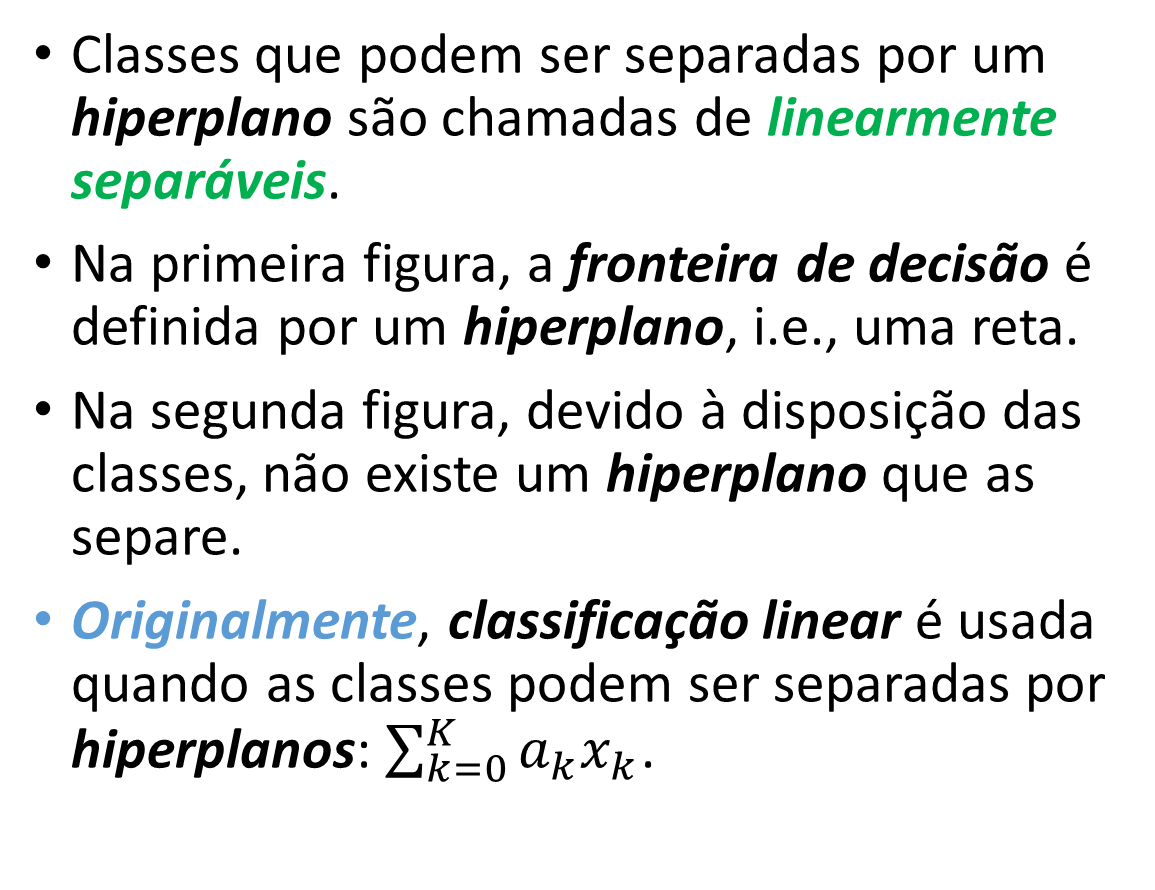 • Classes que podem ser separadas por um
hiperplano são chamadas de linearmente
separáveis.
• Na primeira figura, a fronteira de decisão é
definida por um hiperplano, i.e., uma reta.
• Na segunda figura, devido à disposição das
classes, não existe um hiperplano que as
separe.
• Originalmente, classificação linear é usada
quando as classes podem ser separadas por
hiperplanos: ∑_{k=0}^{K} a_k x_k.